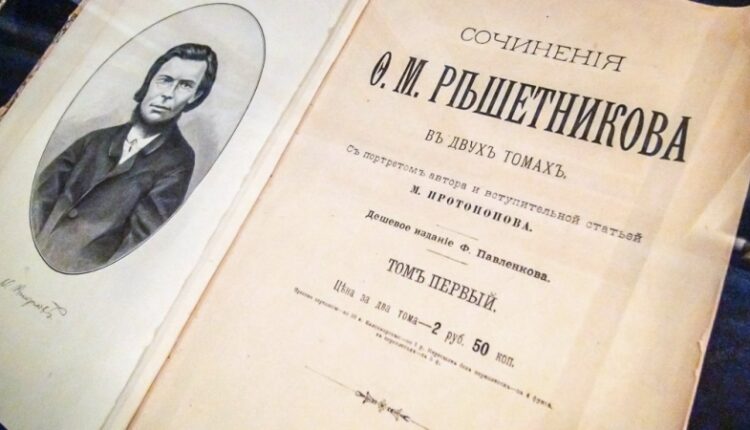 СОЧИНЕНІЯ
Ѳ. М. РѢШЕТНИКОВА
ВЪ ДВУХЪ ТОМАХЪ.
Съ портретомъ автора и вступительной статьей
М. ПРОТОПОПОВА.
Дешевое изданіе Ф. Павленкова.
ТОМЪ ПЕРВЫЙ.
Цѣна за два тома—2 руб. 50 коп.